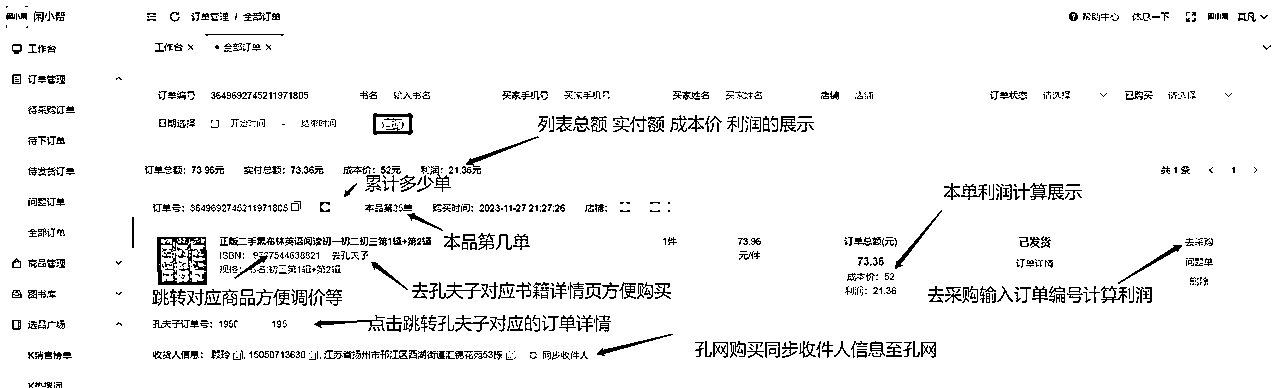 闲小帮 订单管理 / 全部订单 帮助中心 休息一下
工作台 工作台 × 全部订单 ×
订单管理
订单编号 3649692745211971805 书名 输入书名 买家手机号 买家手机号 买家姓名 买家姓名 店铺 店铺 订单状态 请选择 已购买 请选择
待采购订单
日期选择 开始时间 - 结束时间
列表总额 实付额 成本价 利润的展示
待下订单
待发货订单
订单总额: 73.96元 实付总额: 73.36元 成本价: 52元 利润: 21.36元 共 1 条 < 1 >
累计多少单
本单利润计算展示
问题订单
订单号: 3649692745211971805 本品第35单 购买时间: 2023-11-27 21:27:26 店铺:
全部订单
本品第几单
正版二手黑布林英语阅读初一初二初三第1辑+第2辑 1件 73.96 元/件 订单总额(元) 已发货 去采购
ISBN: 9787544638821 去孔夫子 73.36 订单详情 问题单
商品管理
规格: 书名:初三第1辑+第2辑 成本价: 52 删除
利润: 21.36
图书库
跳转对应商品方便调价等 去孔夫子对应书籍详情页方便购买 去采购输入订单编号计算利润
选品广场
孔夫子订单号: 1950 195
点击跳转孔夫子对应的订单详情
K销售榜单
收货人信息: 顾玲, 15050713630, 江苏省扬州市邗江区西湖街道汇锦花苑53栋 同步收件人
孔网购买同步收件人信息至孔网